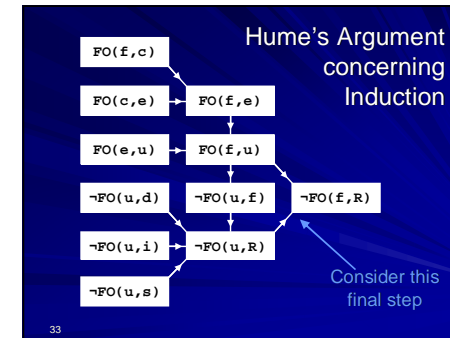 Hume's Argument
concerning
Induction
FO(f,c)
FO(c,e)
FO(f,e)
FO(e,u)
FO(f,u)
¬FO(u,d)
¬FO(u,f)
¬FO(f,R)
¬FO(u,i)
¬FO(u,R)
¬FO(u,s)
Consider this
final step
33